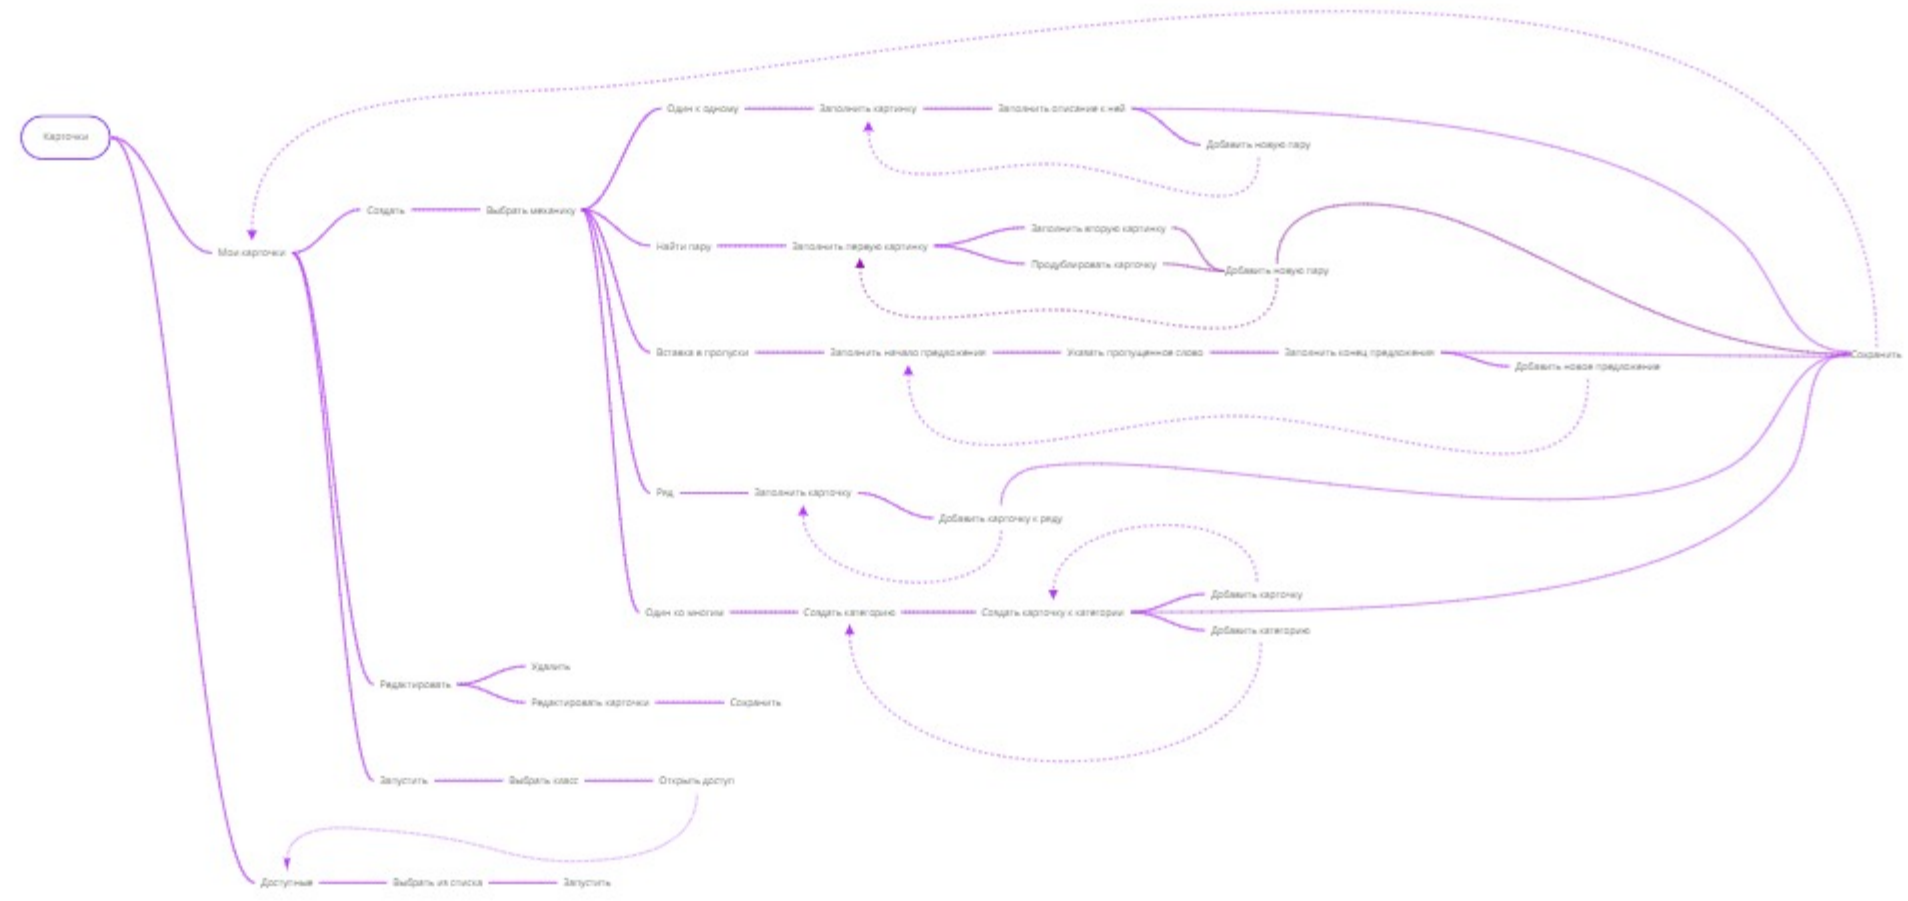 Карточки
Мои карточки
Создать
Выбрать механику
Один к одному
Заполнить картинку
Заполнить описание к ней
Добавить новую пару
Найти пару
Заполнить первую картинку
Заполнить вторую картинку
Продублировать карточку
Добавить новую пару
Вставка в пропуски
Заполнить начало предложения
Указать пропущенное слово
Заполнить конец предложения
Добавить новое предложение
Сохранить
Ряд
Заполнить карточку
Добавить карточку к ряду
Один ко многим
Создать категорию
Создать карточку к категории
Добавить карточку
Добавить категорию
Редактировать
Удалить
Редактировать карточки
Сохранить
Запустить
Выбрать класс
Открыть доступ
Доступные
Выбрать из списка
Запустить